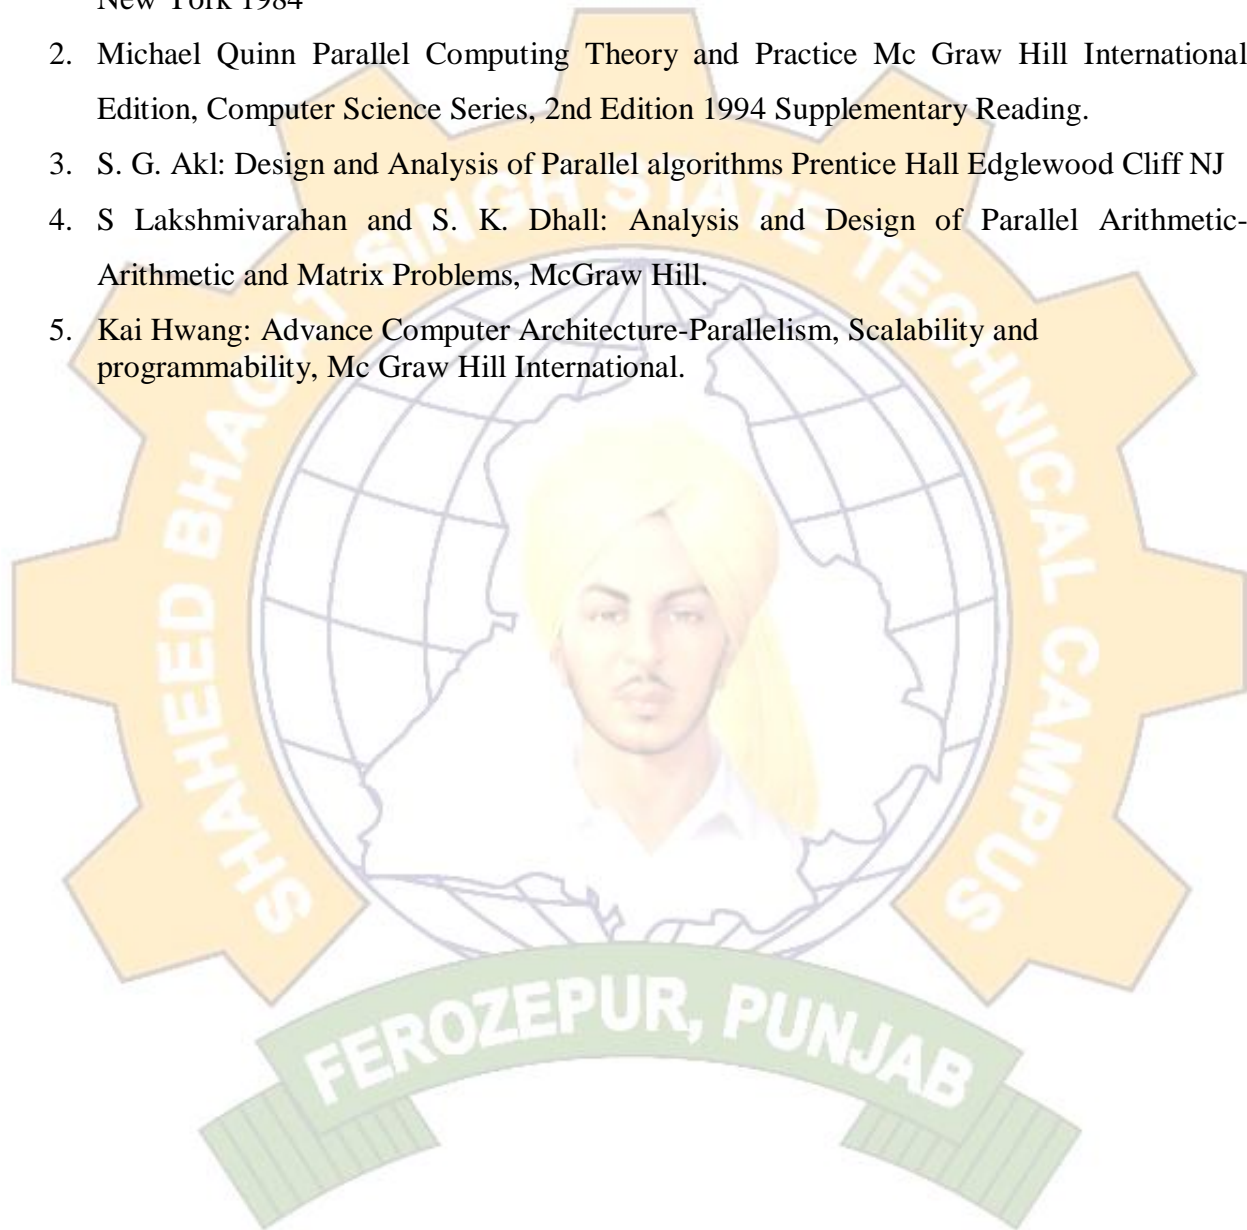 New York 1984
2. Michael Quinn Parallel Computing Theory and Practice Mc Graw Hill International
Edition, Computer Science Series, 2nd Edition 1994 Supplementary Reading.
3. S. G. Akl: Design and Analysis of Parallel algorithms Prentice Hall Edglewood Cliff NJ
4. S Lakshmivarahan and S. K. Dhall: Analysis and Design of Parallel Arithmetic-
Arithmetic and Matrix Problems, McGraw Hill.
5. Kai Hwang: Advance Computer Architecture-Parallelism, Scalability and
programmability, Mc Graw Hill International.
SHAHEED BHAGAT SINGH STATE TECHNICAL CAMPUS
FEROZEPUR, PUNJAB